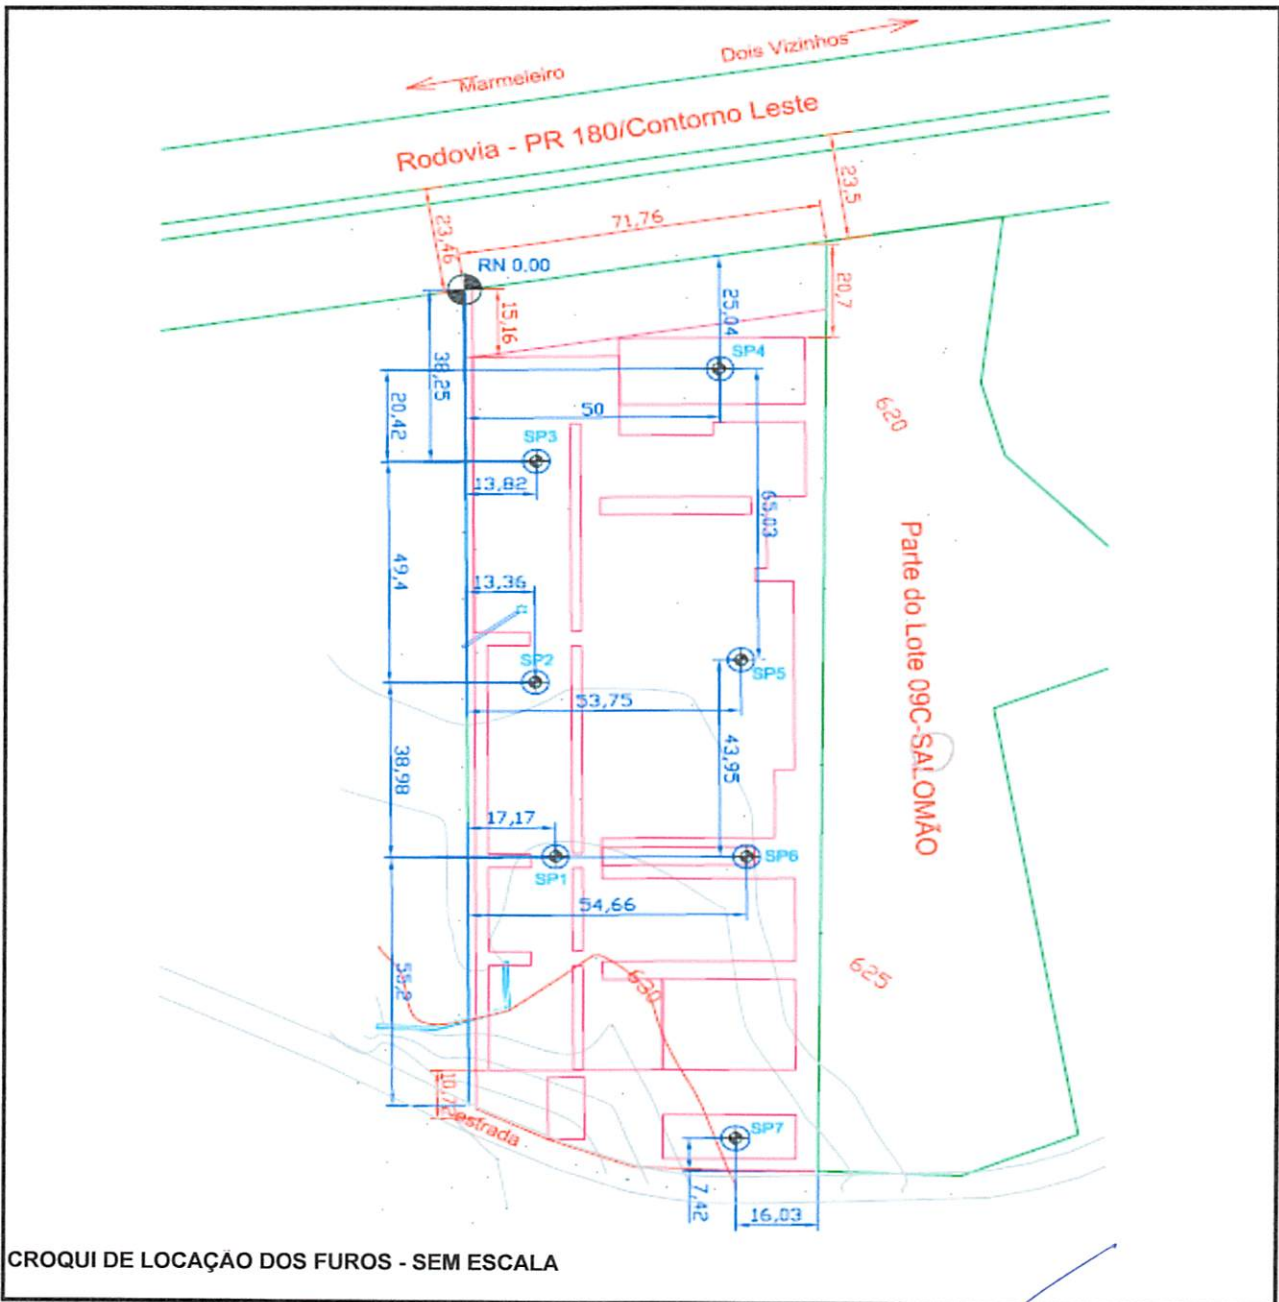 Dois Vizinhos
Marmeleiro
Rodovia - PR 180/Contorno Leste
23,5
71,76
23,46
RN 0.00
20,7
25,04
15,16
SP4
38,25
20,42
50
620
SP3
13,82
65,03
Parte do Lote 09C-SALOMÃO
49,4
13,36
SP2
SP5
53,75
43,95
38,98
17,17
SP1
SP6
54,66
625
55,2
630
estrada
SP7
7,42
16,03
CROQUI DE LOCAÇÃO DOS FUROS - SEM ESCALA